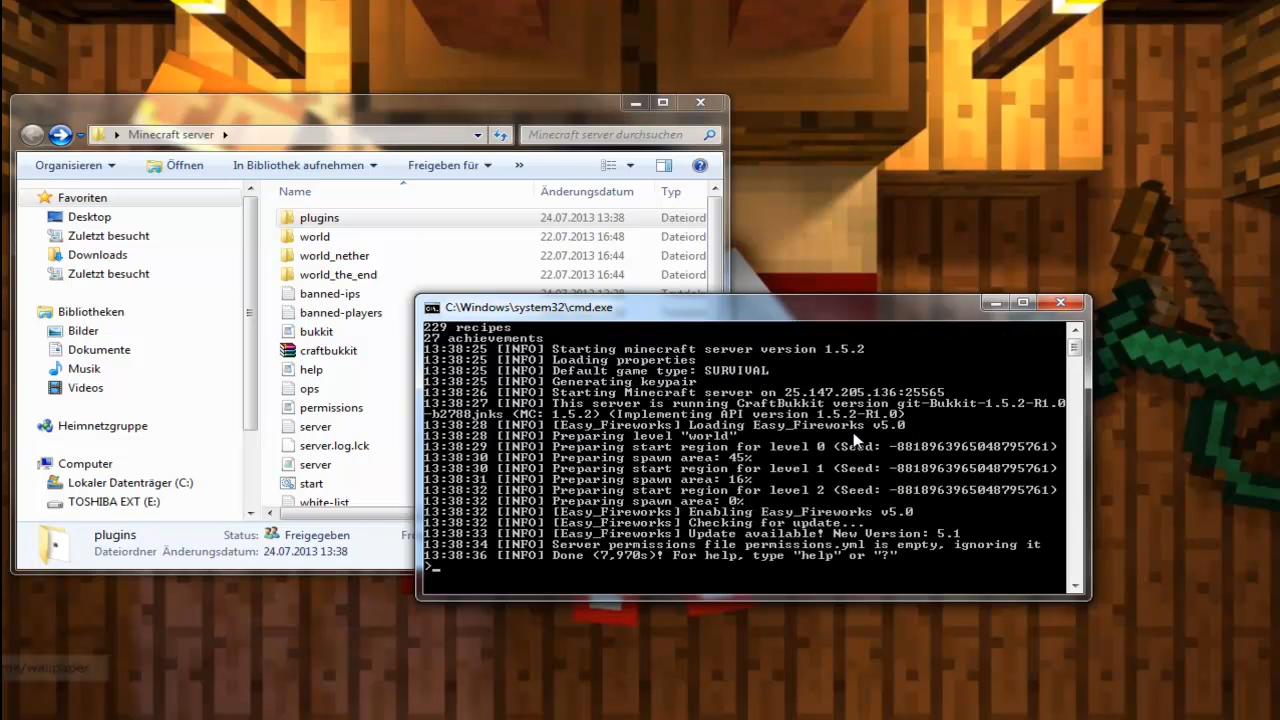 Minecraft server
Minecraft server durchsuchen
Organisieren Öffnen In Bibliothek aufnehmen Freigeben für »
Favoriten
Desktop
Zuletzt besucht
Downloads
Zuletzt besucht
Bibliotheken
Bilder
Dokumente
Musik
Videos
Heimnetzgruppe
Computer
Lokaler Datenträger (C:)
TOSHIBA EXT (E:)
Name Änderungsdatum Typ
plugins 24.07.2013 13:38 Dateiord
world 22.07.2013 16:48 Dateiord
world_nether 22.07.2013 16:44 Dateiord
world_the_end 22.07.2013 16:44 Dateiord
banned-ips
banned-players
bukkit
craftbukkit
help
ops
permissions
server
server.log.lck
server
start
white-list
plugins Status: Freigegeben
Dateiordner Änderungsdatum: 24.07.2013 13:38
C:\Windows\system32\cmd.exe
229 recipes
27 achievements
13:38:25 [INFO] Starting minecraft server version 1.5.2
13:38:25 [INFO] Loading properties
13:38:25 [INFO] Default game type: SURVIVAL
13:38:25 [INFO] Generating keypair
13:38:26 [INFO] Starting Minecraft server on 25.147.205.136:25565
13:38:27 [INFO] This server is running CraftBukkit version git-Bukkit-1.5.2-R1.0
-b2788jnks (MC: 1.5.2) (Implementing API version 1.5.2-R1.0)
13:38:28 [INFO] [Easy_Fireworks] Loading Easy_Fireworks v5.0
13:38:28 [INFO] Preparing level "world"
13:38:29 [INFO] Preparing start region for level 0 (Seed: -8818963965048795761)
13:38:30 [INFO] Preparing spawn area: 45%
13:38:30 [INFO] Preparing start region for level 1 (Seed: -8818963965048795761)
13:38:31 [INFO] Preparing spawn area: 16%
13:38:32 [INFO] Preparing start region for level 2 (Seed: -8818963965048795761)
13:38:32 [INFO] Preparing spawn area: 0%
13:38:32 [INFO] [Easy_Fireworks] Enabling Easy_Fireworks v5.0
13:38:32 [INFO] [Easy_Fireworks] Checking for update...
13:38:33 [INFO] [Easy_Fireworks] Update available! New Version: 5.1
13:38:34 [INFO] Server permissions file permissions.yml is empty, ignoring it
13:38:36 [INFO] Done (7,970s)! For help, type "help" or "?"
>_